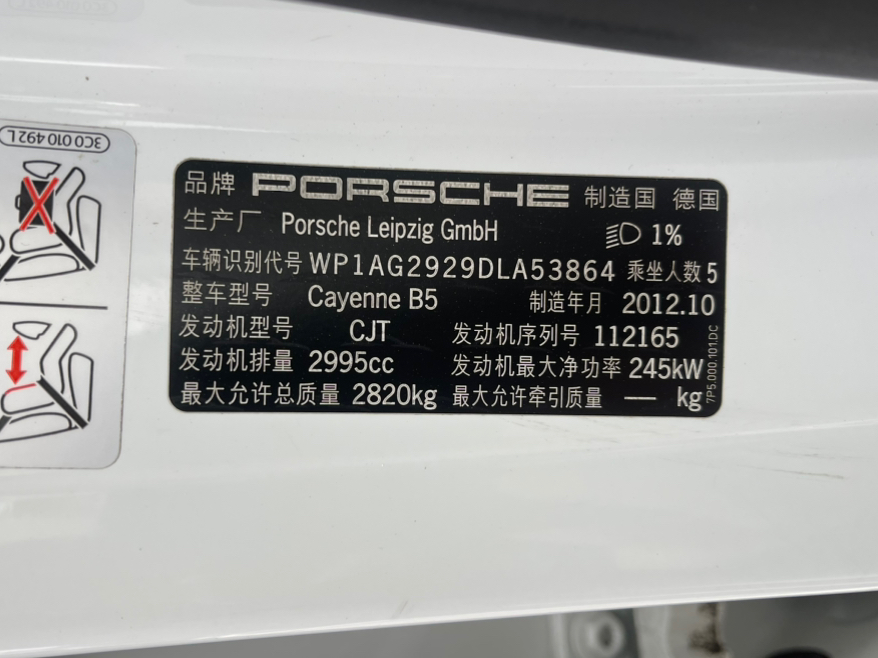 3C0 010 492 L
品牌 PORSCHE 制造国 德国
生产厂 Porsche Leipzig GmbH 1%
车辆识别代号 WP1AG2929DLA53864 乘坐人数 5
整车型号 Cayenne B5 制造年月 2012.10
发动机型号 CJT 发动机序列号 112165
发动机排量 2995cc 发动机最大净功率 245kW
最大允许总质量 2820kg 最大允许牵引质量 — kg
7P5.000.101.DC